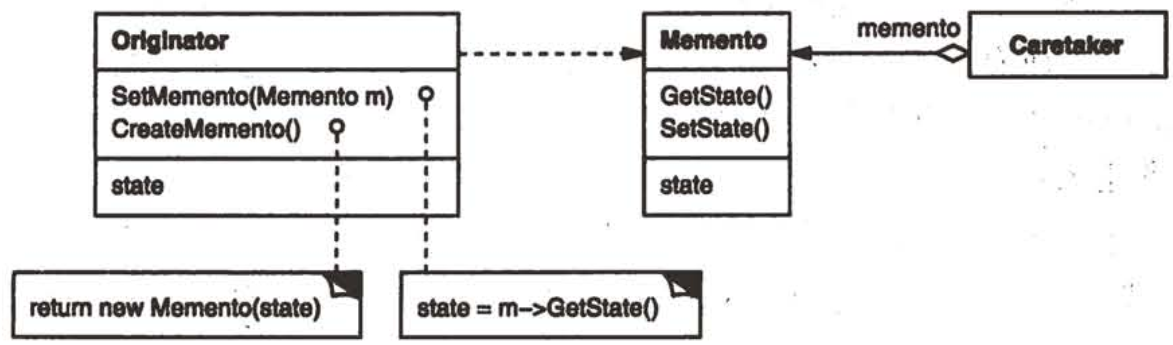 Originator
SetMemento(Memento m)
CreateMemento()
state
return new Memento(state)
state = m->GetState()
Memento
GetState()
SetState()
state
memento
Caretaker